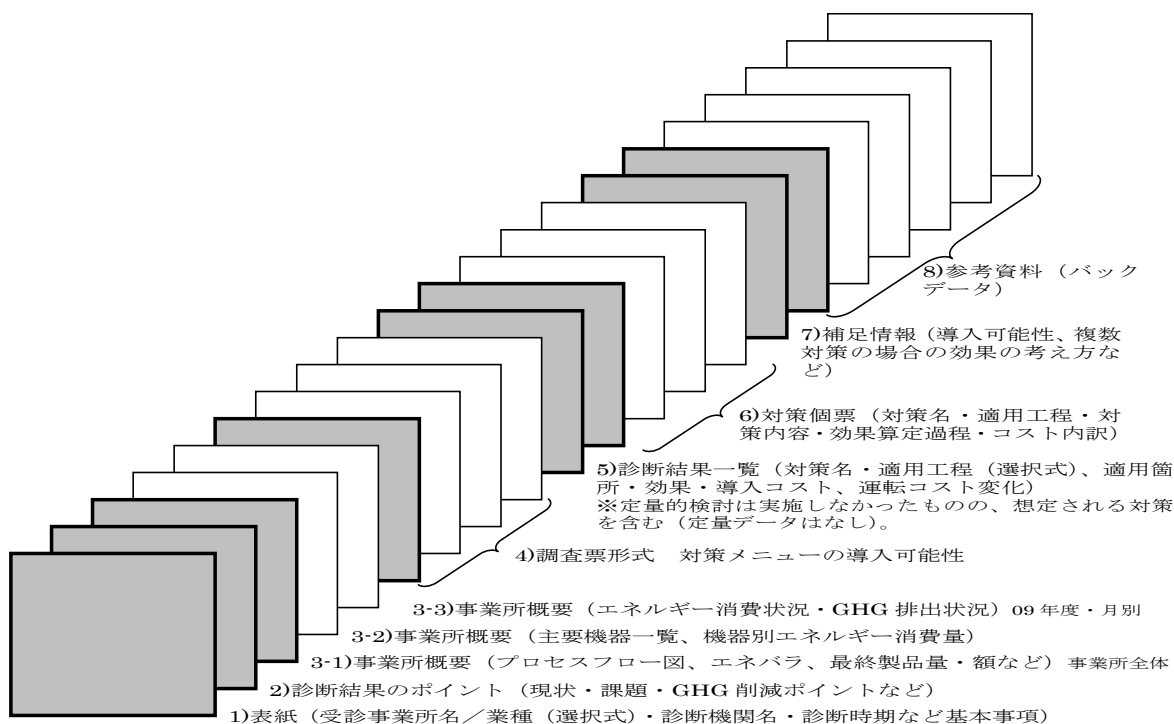 8)参考資料（バック
データ）
7)補足情報（導入可能性、複数
対策の場合の効果の考え方な
ど）
6)対策個票（対策名・適用工程・対
策内容・効果算定過程・コスト内訳）
5)診断結果一覧（対策名・適用工程（選択式）、適用箇
所・効果・導入コスト、運転コスト変化）
※定量的検討は実施しなかったものの、想定される対策
を含む（定量データはなし）。
4)調査票形式　対策メニューの導入可能性
3-3)事業所概要（エネルギー消費状況・GHG 排出状況）09 年度・月別
3-2)事業所概要（主要機器一覧、機器別エネルギー消費量）
3-1)事業所概要（プロセスフロー図、エネバラ、最終製品量・額など）事業所全体
2)診断結果のポイント（現状・課題・GHG 削減ポイントなど）
1)表紙（受診事業所名／業種（選択式）・診断機関名・診断時期など基本事項）